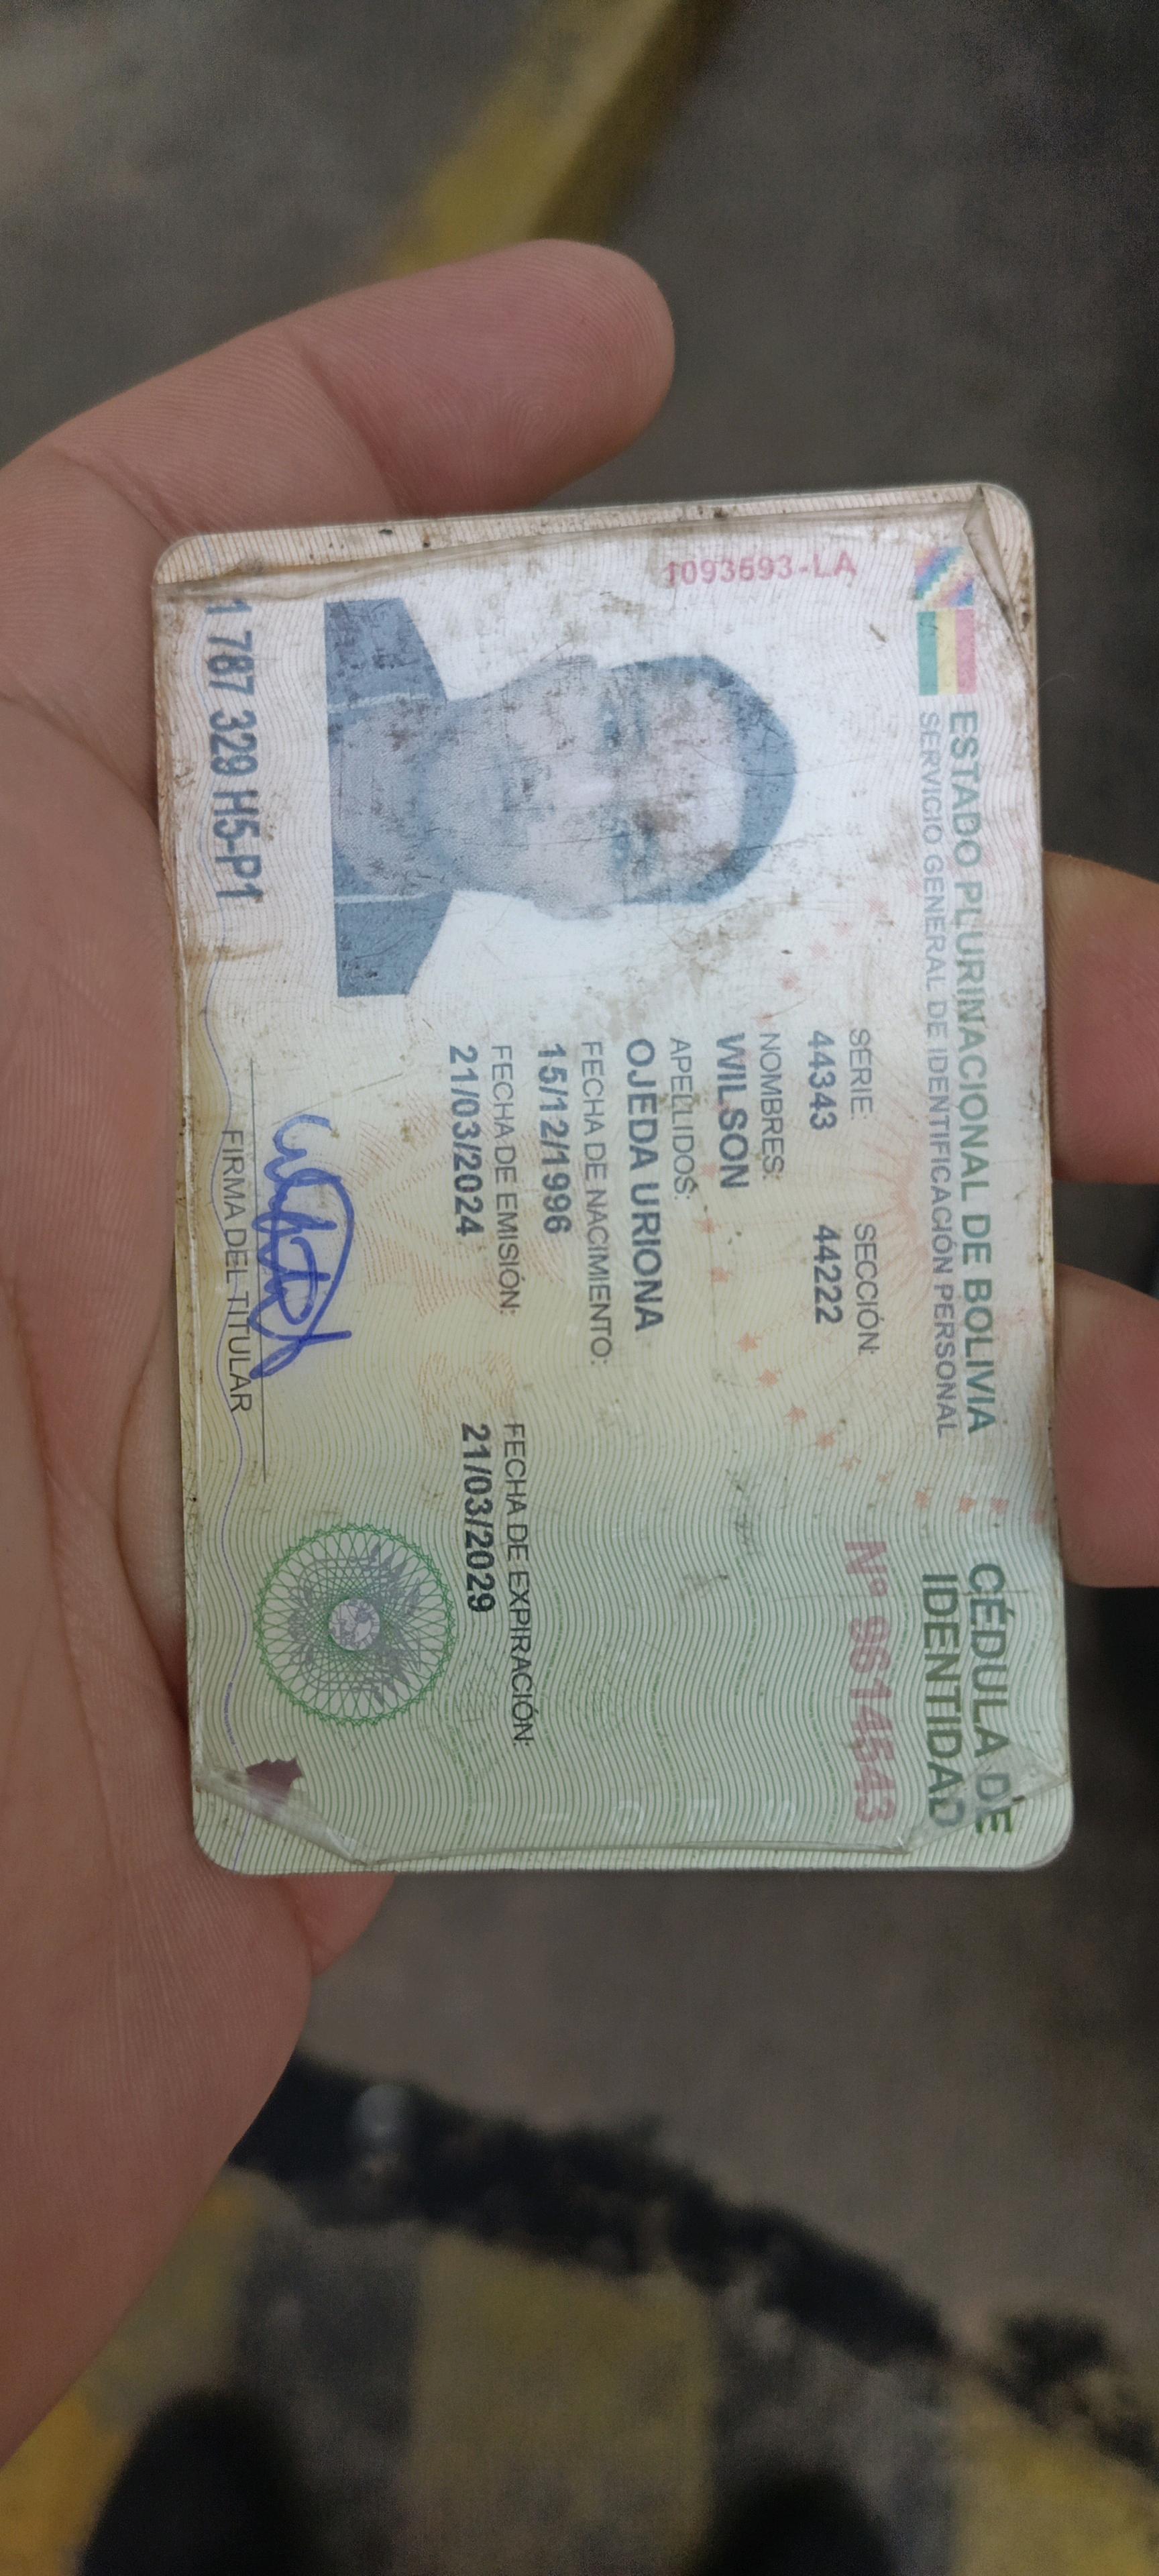 ESTADO PLURINACIONAL DE BOLIVIA
SERVICIO GENERAL DE IDENTIFICACIÓN PERSONAL
CÉDULA DE
IDENTIDAD
1093593-LA
Nº 9614543
SERIE: SECCIÓN:
44343 44222
NOMBRES:
WILSON
APELLIDOS:
OJEDA URIONA
FECHA DE NACIMIENTO:
15/12/1996
FECHA DE EMISIÓN: FECHA DE EXPIRACIÓN:
21/03/2024 21/03/2029
FIRMA DEL TITULAR
1 787 329 H5-P1